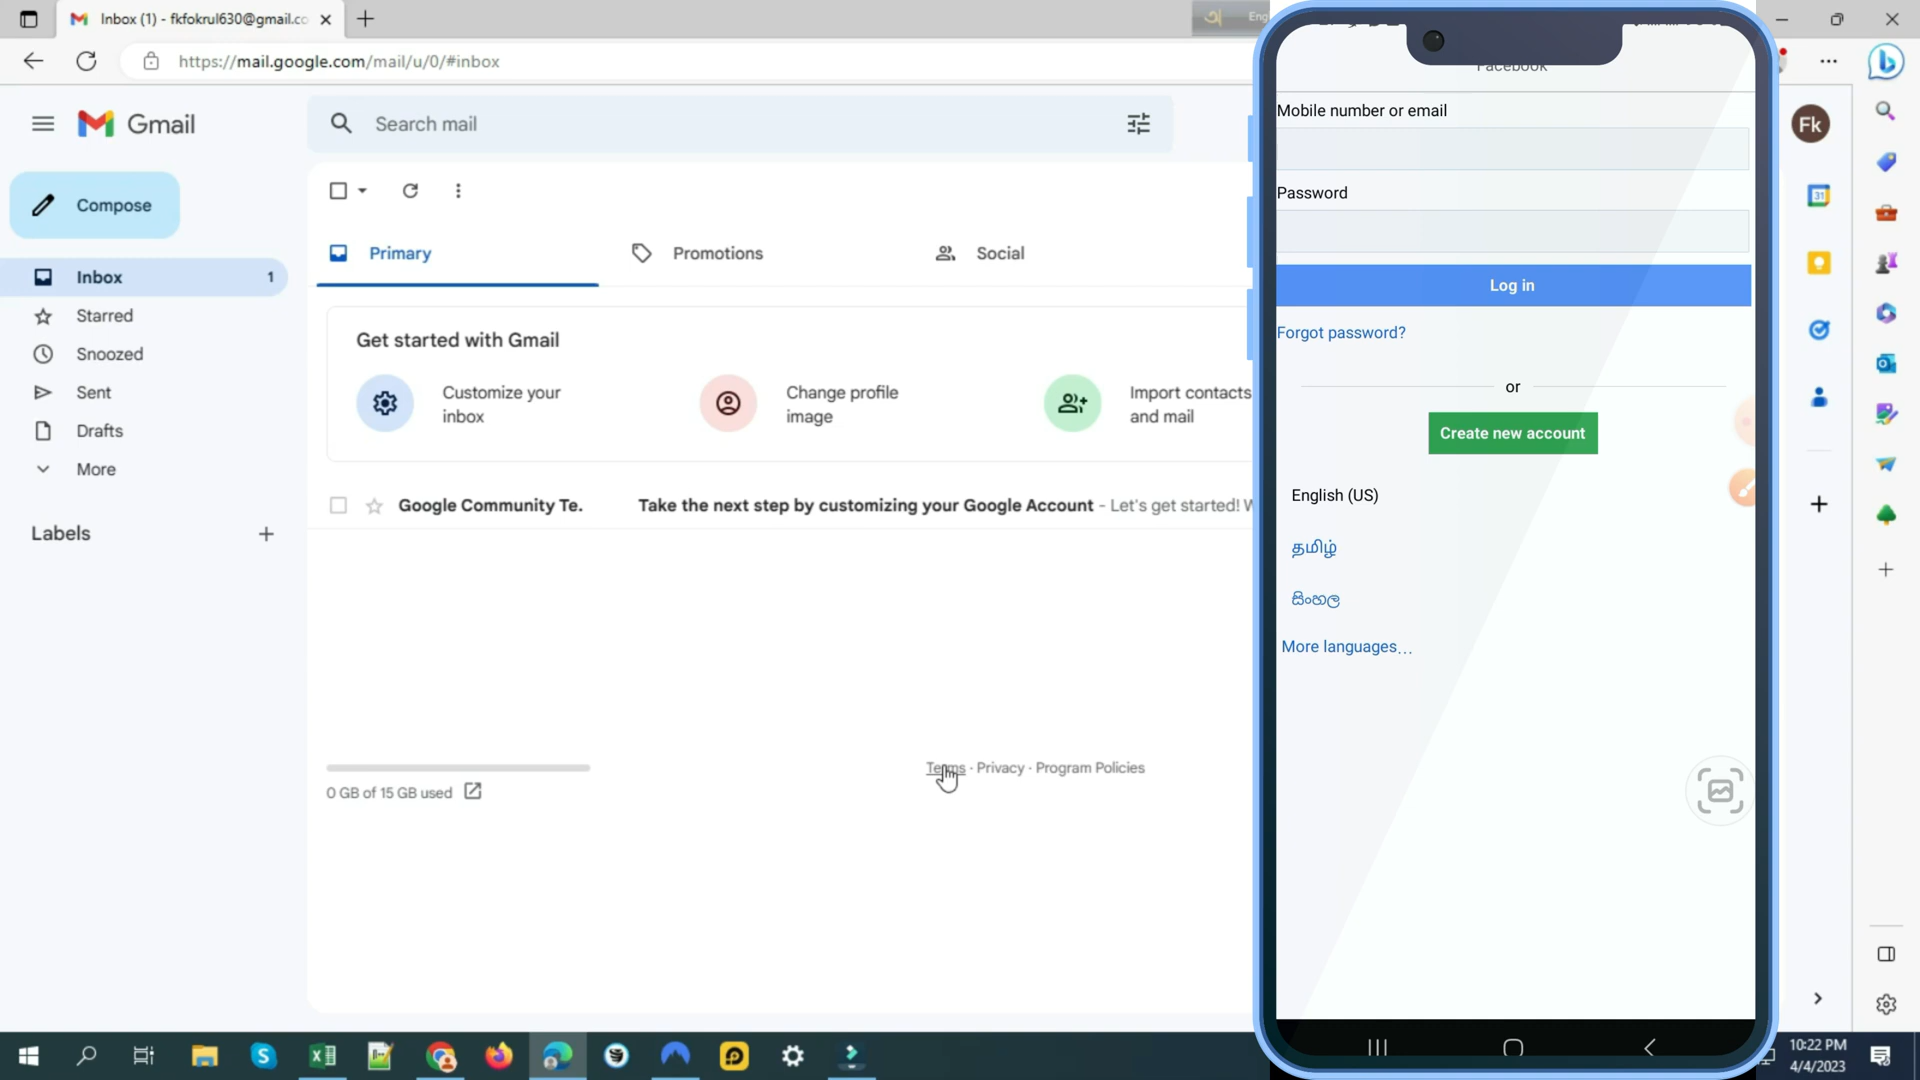 Inbox (1) - fkfokrul630@gmail.co
https://mail.google.com/mail/u/0/#inbox
Gmail
Search mail
Compose
Inbox 1
Starred
Snoozed
Sent
Drafts
More
Labels
Primary
Promotions
Social
Get started with Gmail
Customize your
inbox
Change profile
image
Import contacts
and mail
Google Community Te.
Take the next step by customizing your Google Account - Let's get started!
0 GB of 15 GB used
Terms · Privacy · Program Policies
অ Eng
Facebook
Mobile number or email
Password
Log in
Forgot password?
or
Create new account
English (US)
தமிழ்
සිංහල
More languages...
Fk
31
10:22 PM
4/4/2023